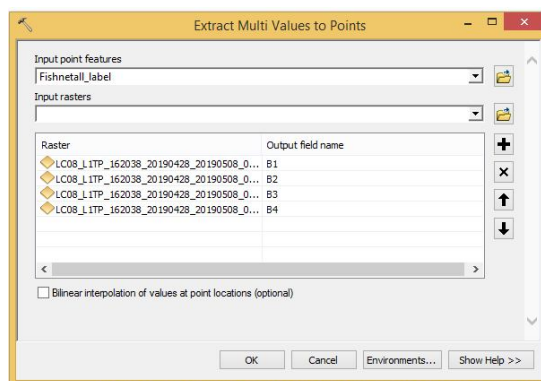 Extract Multi Values to Points
Input point features
Fishnetall_label
Input rasters
Raster Output field name
LC08_L1TP_162038_20190428_20190508_0... B1
LC08_L1TP_162038_20190428_20190508_0... B2
LC08_L1TP_162038_20190428_20190508_0... B3
LC08_L1TP_162038_20190428_20190508_0... B4
Bilinear interpolation of values at point locations (optional)
OK Cancel Environments... Show Help >>